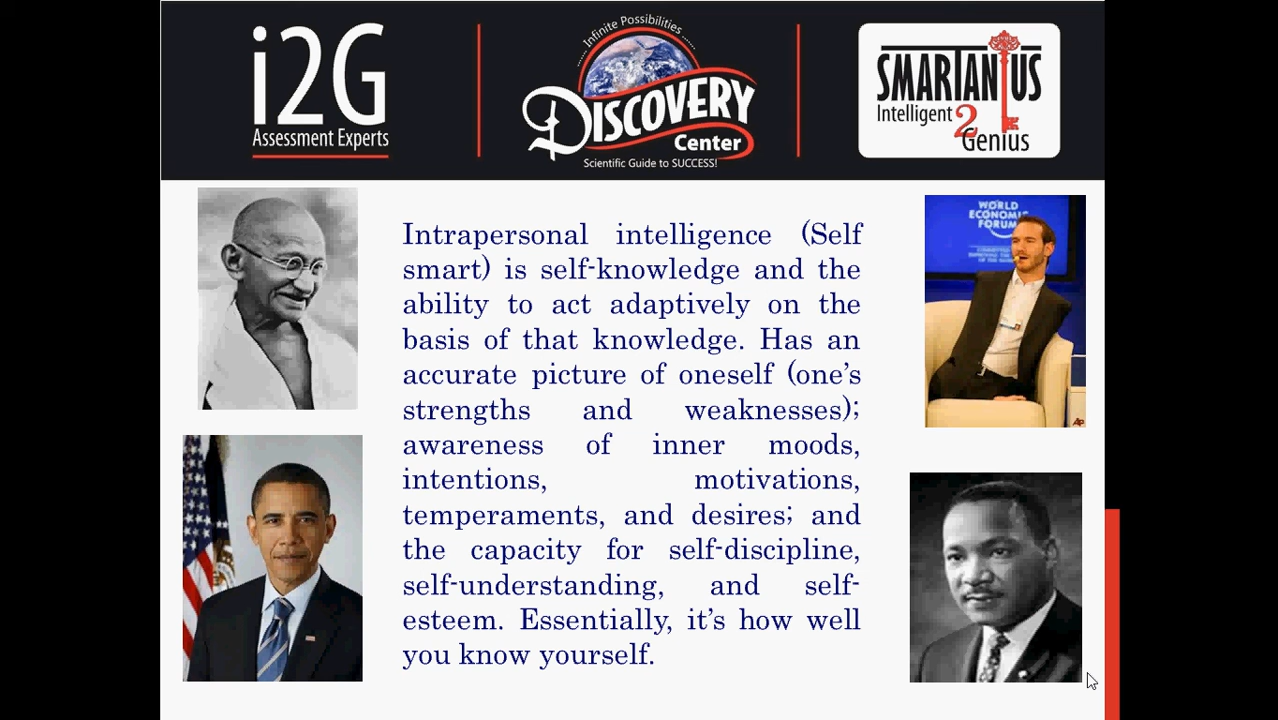 i2G
Assessment Experts
Infinite Possibilities
DISCOVERY
Center
Scientific Guide to SUCCESS!
SMARTANTUS
Intelligent
2
Genius
WORLD
ECONOMIC
FORUM
Intrapersonal intelligence (Self
smart) is self-knowledge and the
ability to act adaptively on the
basis of that knowledge. Has an
accurate picture of oneself (one’s
strengths and weaknesses);
awareness of inner moods,
intentions, motivations,
temperaments, and desires; and
the capacity for self-discipline,
self-understanding, and self-
esteem. Essentially, it’s how well
you know yourself.
AP